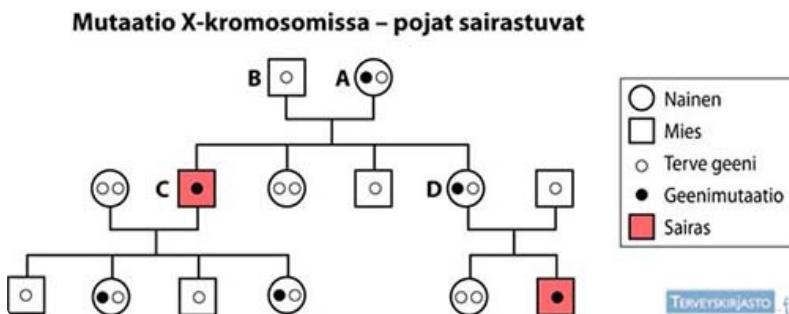 Mutaatio X-kromosomissa – pojat sairastuvat
B
A
C
D
Nainen
Mies
Terve geeni
Geenimutaatio
Sairas
TERVEYSKIRJASTO